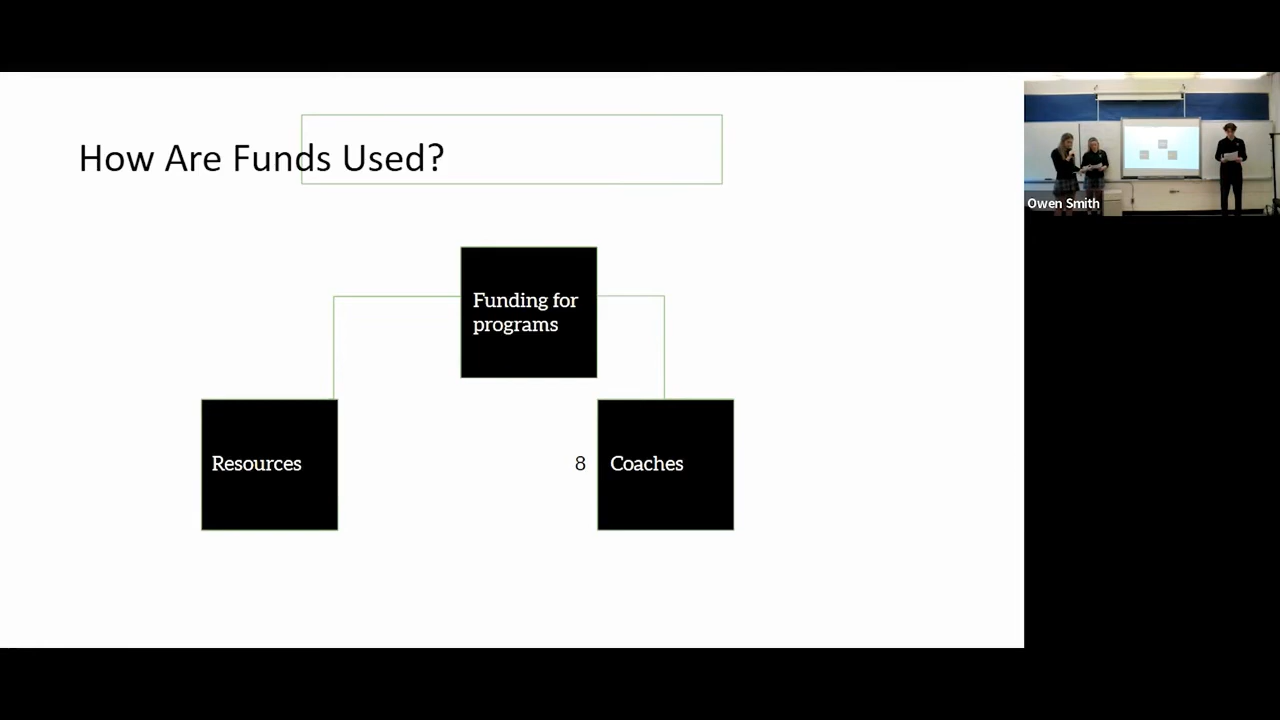 How Are Funds Used?
Owen Smith
Funding for
programs
Resources
8
Coaches